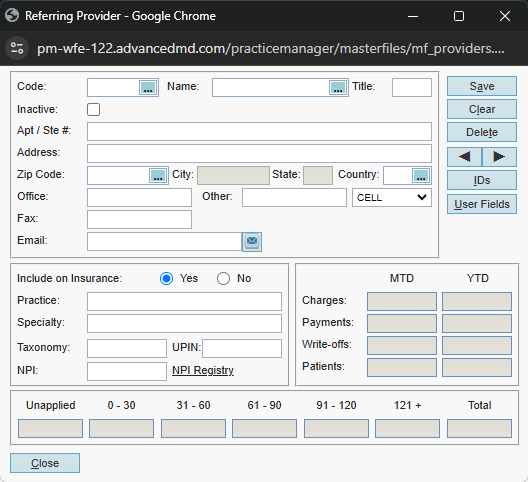 Referring Provider - Google Chrome
pm-wfe-122.advancedmd.com/practicemanager/masterfiles/mf_providers....
Code: ... Name: ... Title: Save
Inactive: Clear
Apt / Ste #: Delete
Address:
Zip Code: ... City: State: Country: ... IDs
Office: Other: CELL User Fields
Fax:
Email:
Include on Insurance: Yes No MTD YTD
Practice: Charges:
Specialty: Payments:
Taxonomy: UPIN: Write-offs:
NPI: NPI Registry Patients:
Unapplied 0 - 30 31 - 60 61 - 90 91 - 120 121 + Total
Close